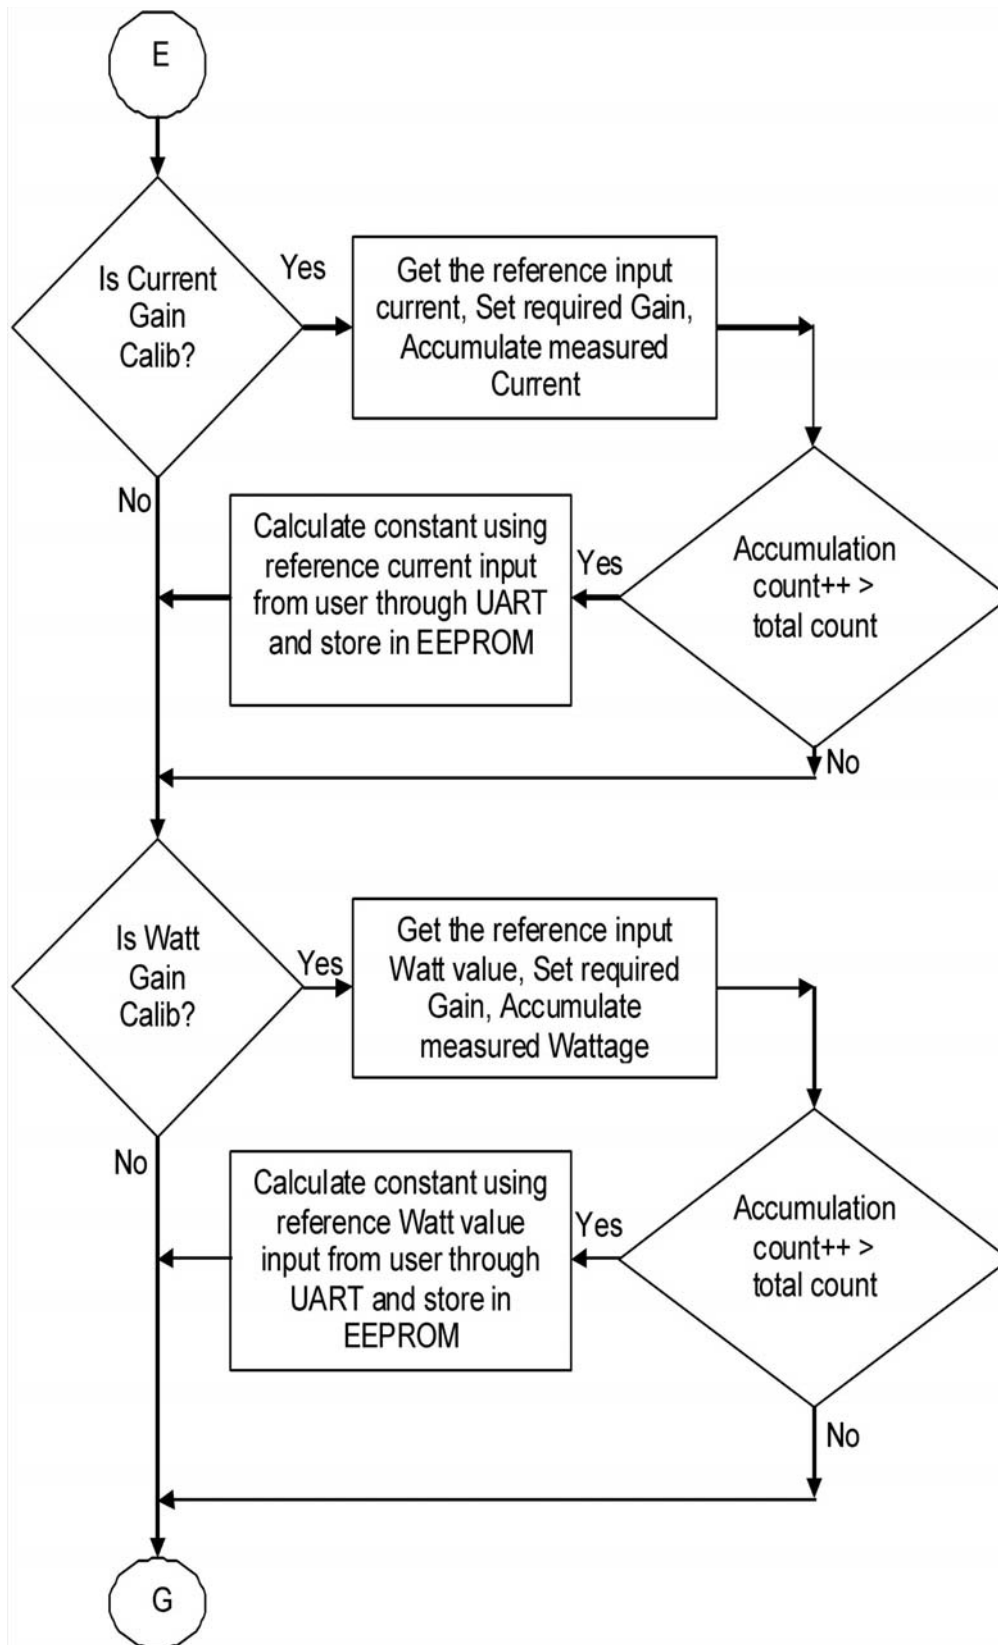 E
Is Current
Gain
Calib?
Yes
Get the reference input
current, Set required Gain,
Accumulate measured
Current
No
Calculate constant using
reference current input
from user through UART
and store in EEPROM
Yes
Accumulation
count++ >
total count
No
Is Watt
Gain
Calib?
Yes
Get the reference input
Watt value, Set required
Gain, Accumulate
measured Wattage
No
Calculate constant using
reference Watt value
input from user through
UART and store in
EEPROM
Yes
Accumulation
count++ >
total count
No
G